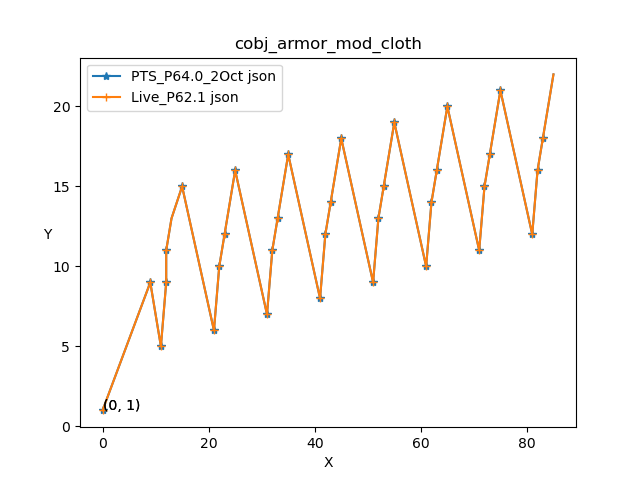 cobj_armor_mod_cloth
PTS_P64.0_2Oct json
Live_P62.1 json
20
15
Y
10
5
(0, 1)
0
0 20 40 60 80
X